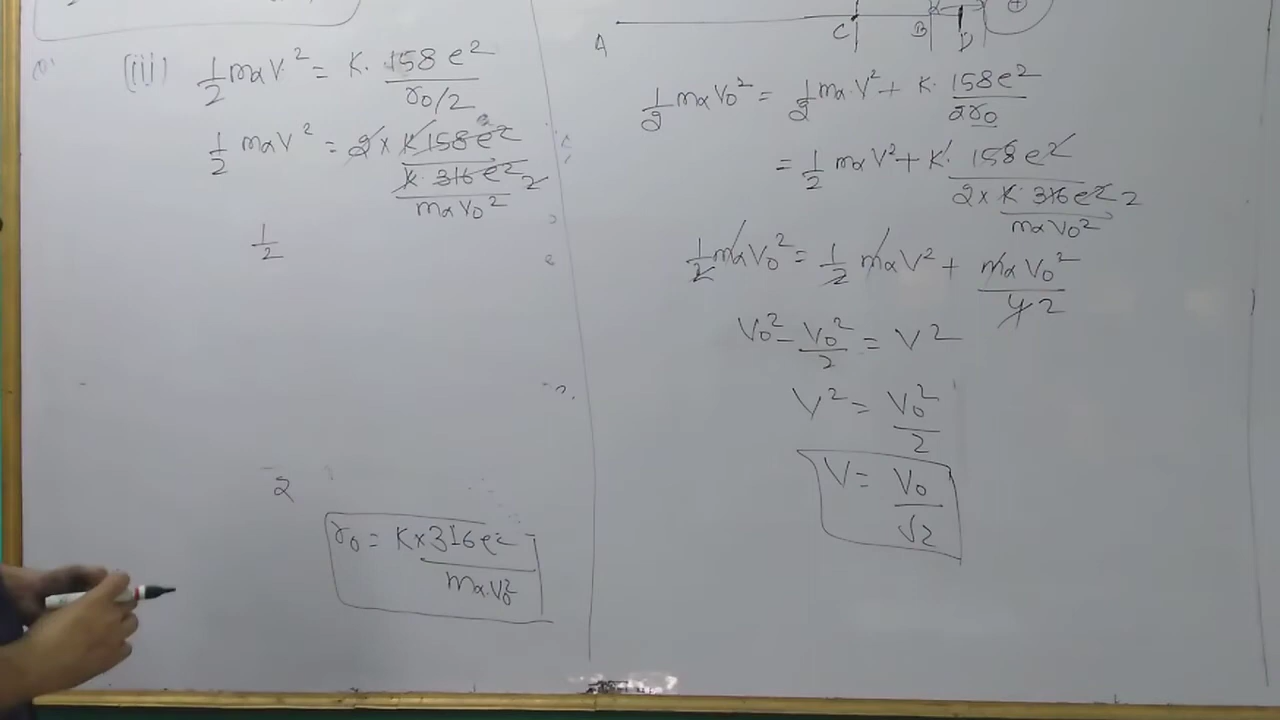 (iii) 1/2 mα V² = K · 158 e² / r₀/2
1/2 mα V² = 2 × K 158 e² / (K · 316 e² 2 / mα V₀²)
1/2
2
r₀ = K × 316 e² / mα · V₀²
A C B D +
1/2 mα V₀² = 1/2 mα · V² + K · 158 e² / 2r₀
= 1/2 mα V² + K · 158 e² / (2 × K · 316 e² 2 / mα V₀²)
1/2 mα V₀² = 1/2 mα V² + mα V₀² / 4 2
V₀² - V₀²/2 = V²
V² = V₀²/2
V = V₀/√2